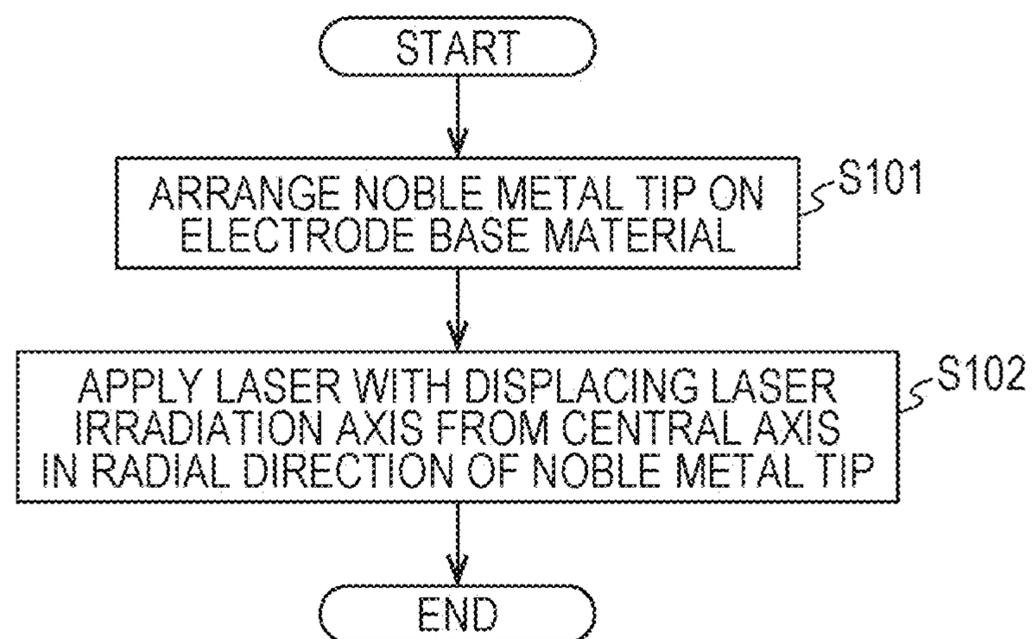 START
ARRANGE NOBLE METAL TIP ON
ELECTRODE BASE MATERIAL
S101
APPLY LASER WITH DISPLACING LASER
IRRADIATION AXIS FROM CENTRAL AXIS
IN RADIAL DIRECTION OF NOBLE METAL TIP
S102
END